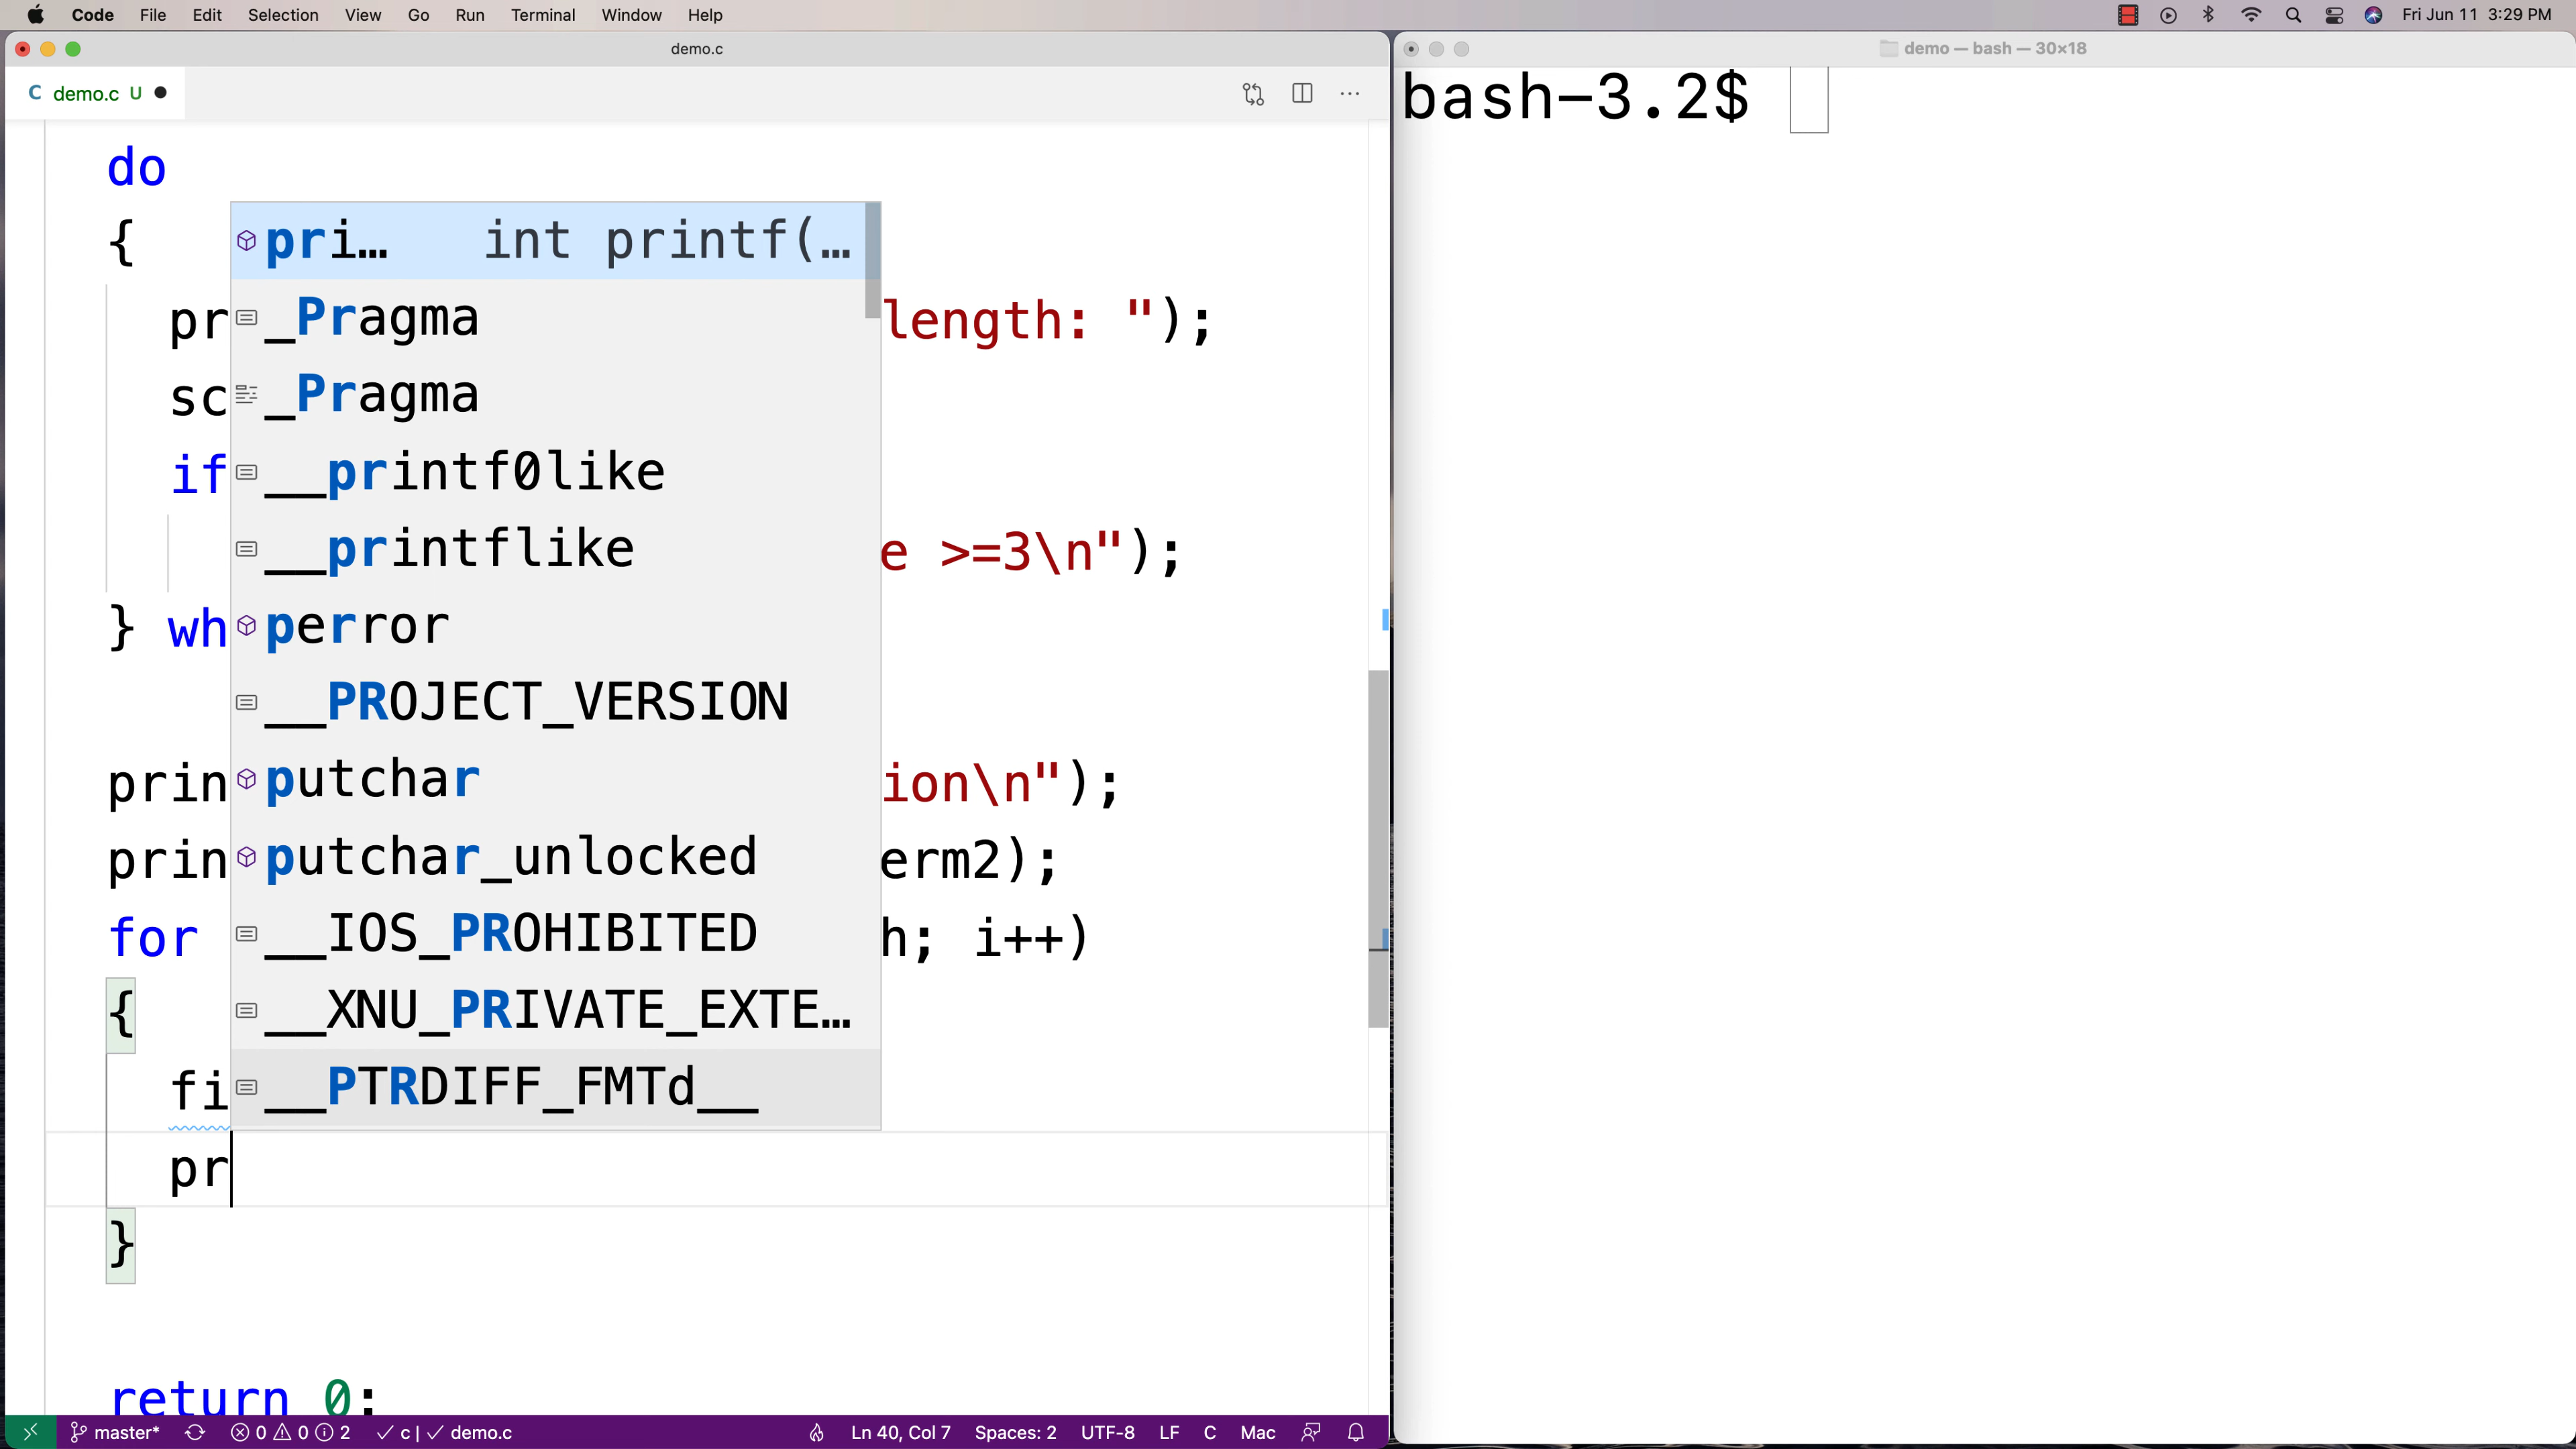 Code File Edit Selection View Go Run Terminal Window Help Fri Jun 11 3:29 PM
demo.c
demo — bash — 30×18
C demo.c U
bash-3.2$
do
{
pri… int printf(…
_Pragma
pr length: ");
_Pragma
sc
__printf0like
if
__printflike
e >=3\n");
perror
} wh
__PROJECT_VERSION
putchar
prin ion\n");
putchar_unlocked
prin erm2);
__IOS_PROHIBITED
for h; i++)
__XNU_PRIVATE_EXTE…
{
__PTRDIFF_FMTd__
fi
pr
}
return 0;
master* 0 0 2 c | demo.c Ln 40, Col 7 Spaces: 2 UTF-8 LF C Mac